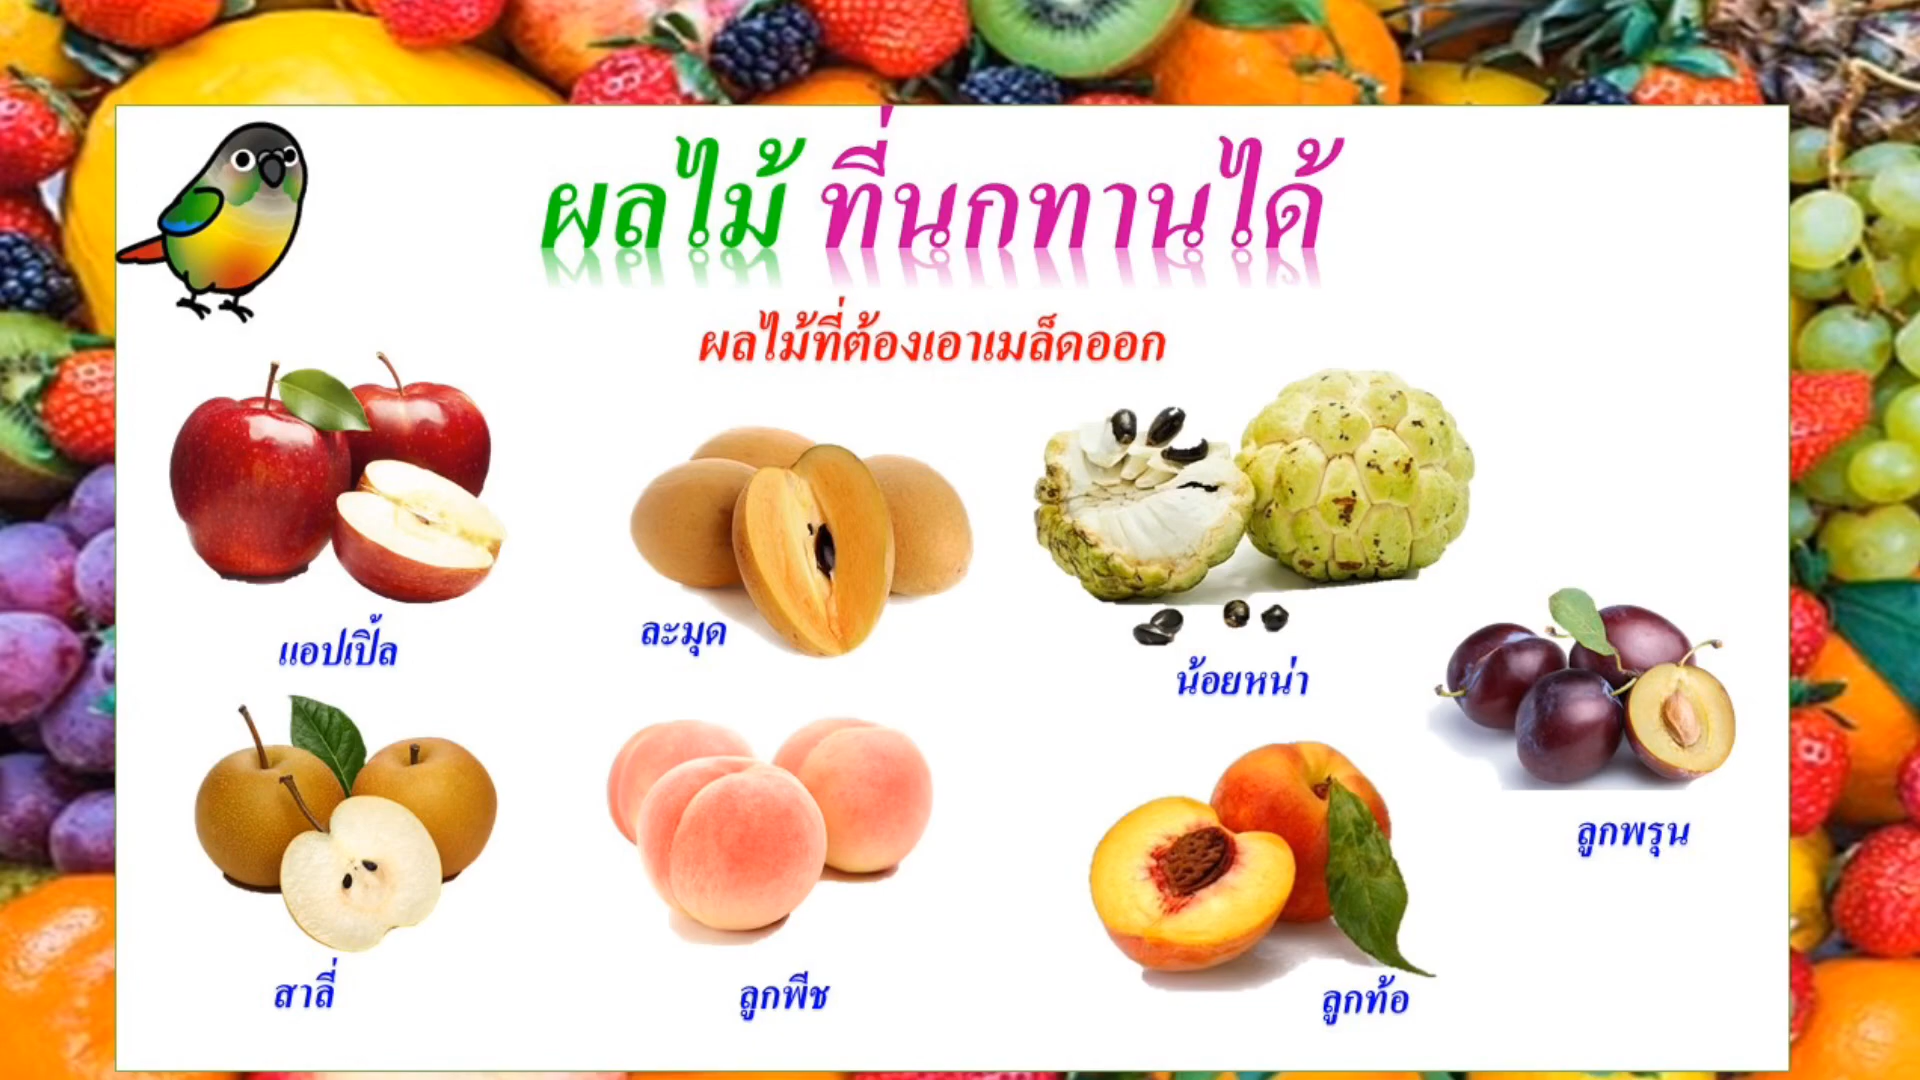 ผลไม้ ที่นกทานได้
ผลไม้ที่ต้องเอาเมล็ดออก
แอปเปิ้ล
ละมุด
น้อยหน่า
ลูกพรุน
สาลี่
ลูกพีช
ลูกท้อ